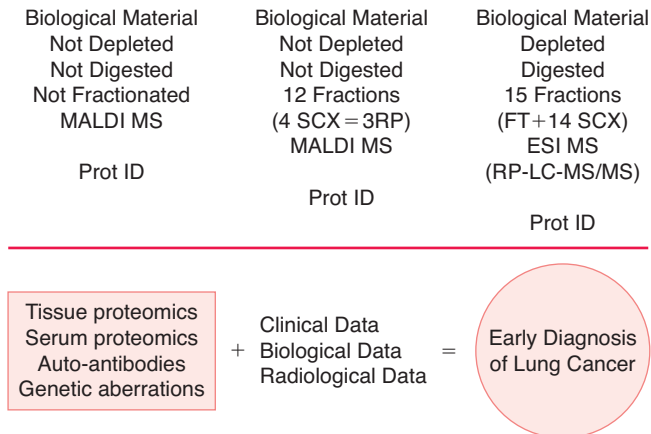 Biological Material
Not Depleted
Not Digested
Not Fractionated
MALDI MS
Prot ID
Biological Material
Not Depleted
Not Digested
12 Fractions
(4 SCX = 3RP)
MALDI MS
Prot ID
Biological Material
Depleted
Digested
15 Fractions
(FT+14 SCX)
ESI MS
(RP-LC-MS/MS)
Prot ID
Tissue proteomics
Serum proteomics
Auto-antibodies
Genetic aberrations
+
Clinical Data
Biological Data
Radiological Data
=
Early Diagnosis
of Lung Cancer